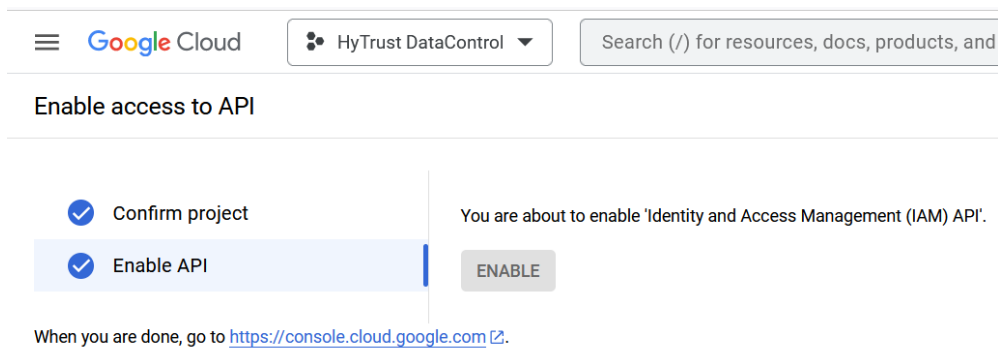 Google Cloud
HyTrust DataControl
Search (/) for resources, docs, products, and
Enable access to API
Confirm project
You are about to enable 'Identity and Access Management (IAM) API'.
Enable API
ENABLE
When you are done, go to https://console.cloud.google.com.